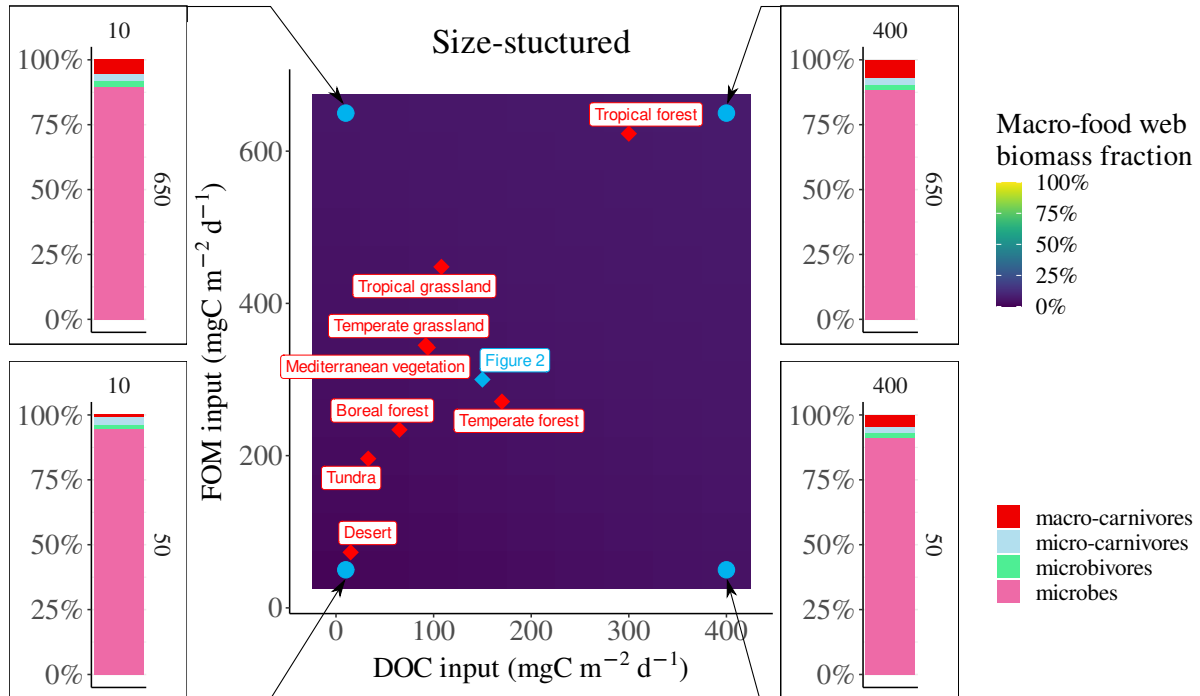 Size-stuctured
10
100%
75%
50%
25%
0%
650
10
100%
75%
50%
25%
0%
50
FOM input (mgC m⁻² d⁻¹)
600
400
200
0
0
100
200
300
400
DOC input (mgC m⁻² d⁻¹)
Tropical forest
Tropical grassland
Temperate grassland
Mediterranean vegetation
Figure 2
Boreal forest
Temperate forest
Tundra
Desert
400
100%
75%
50%
25%
0%
650
400
100%
75%
50%
25%
0%
50
Macro-food web
biomass fraction
100%
75%
50%
25%
0%
macro-carnivores
micro-carnivores
microbivores
microbes